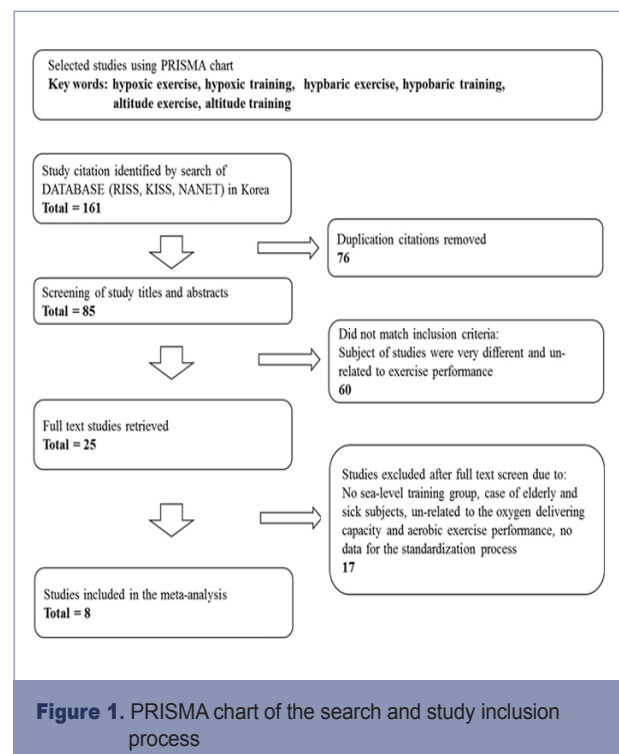 Selected studies using PRISMA chart
Key words: hypoxic exercise, hypoxic training, hypbaric exercise, hypobaric training,
altitude exercise, altitude training
Study citation identified by search of
DATABASE (RISS, KISS, NANET) in Korea
Total = 161
Duplication citations removed
76
Screening of study titles and abstracts
Total = 85
Did not match inclusion criteria:
Subject of studies were very different and un-
related to exercise performance
60
Full text studies retrieved
Total = 25
Studies excluded after full text screen due to:
No sea-level training group, case of elderly and
sick subjects, un-related to the oxygen delivering
capacity and aerobic exercise performance, no
data for the standardization process
17
Studies included in the meta-analysis
Total = 8
Figure 1. PRISMA chart of the search and study inclusion
process